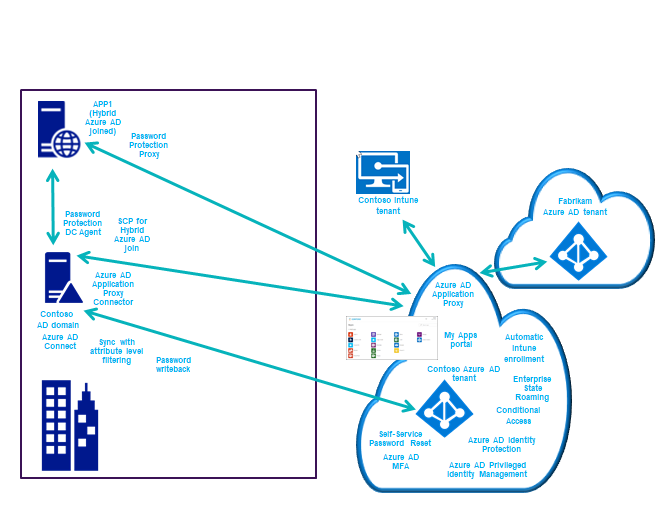 APP1
(Hybrid
Azure AD
joined)
Password
Protection
Proxy
Password
Protection
DC Agent
SCP for
Hybrid
Azure AD
join
Azure AD
Application
Proxy
Connector
Contoso
AD domain
Azure AD
Connect
Sync with
attribute level
filtering
Password
writeback
Contoso Intune
tenant
Fabrikam
Azure AD tenant
Azure AD
Application
Proxy
My Apps
portal
Automatic
Intune
enrollment
Contoso Azure AD
tenant
Enterprise
State
Roaming
Conditional
Access
Self-Service
Password Reset
Azure AD Identity
Protection
Azure AD
MFA
Azure AD Privileged
Identity Management